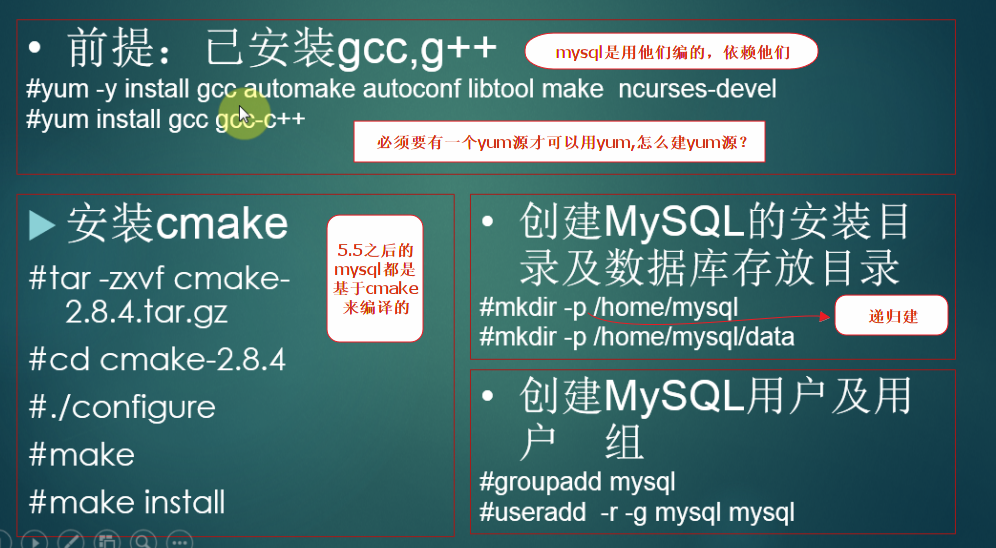 • 前提：已安装gcc,g++
mysql是用他们编的，依赖他们
#yum -y install gcc automake autoconf libtool make  ncurses-devel
#yum install gcc gcc-c++
必须要有一个yum源才可以用yum,怎么建yum源？
安装cmake
5.5之后的
mysql都是
基于cmake
来编译的
#tar -zxvf cmake-
2.8.4.tar.gz
#cd cmake-2.8.4
#./configure
#make
#make install
• 创建MySQL的安装目
录及数据库存放目录
#mkdir -p /home/mysql
#mkdir -p /home/mysql/data
递归建
• 创建MySQL用户及用
户  组
#groupadd mysql
#useradd  -r -g mysql mysql